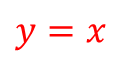 y = x